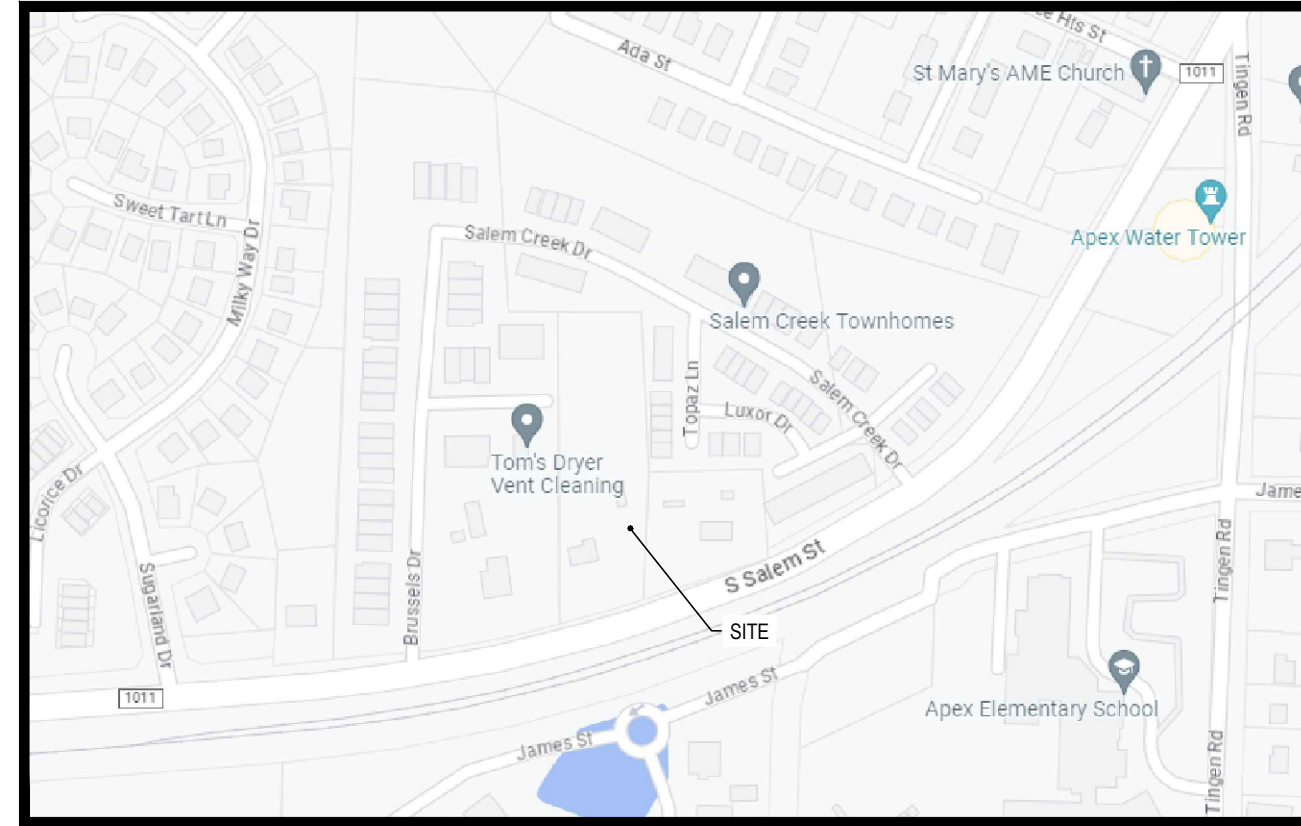 Hts St
Ada St
St Mary's AME Church
1011
Tingen Rd
Sweet Tart Ln
Milky Way Dr
Salem Creek Dr
Apex Water Tower
Salem Creek Townhomes
Topaz Ln
Luxor Dr
Salem Creek Dr
Tom's Dryer
Vent Cleaning
Licorice Dr
Jame
Tingen Rd
S Salem St
Brussels Dr
Sugarland Dr
SITE
1011
James St
Apex Elementary School
James St
Tingen Rd